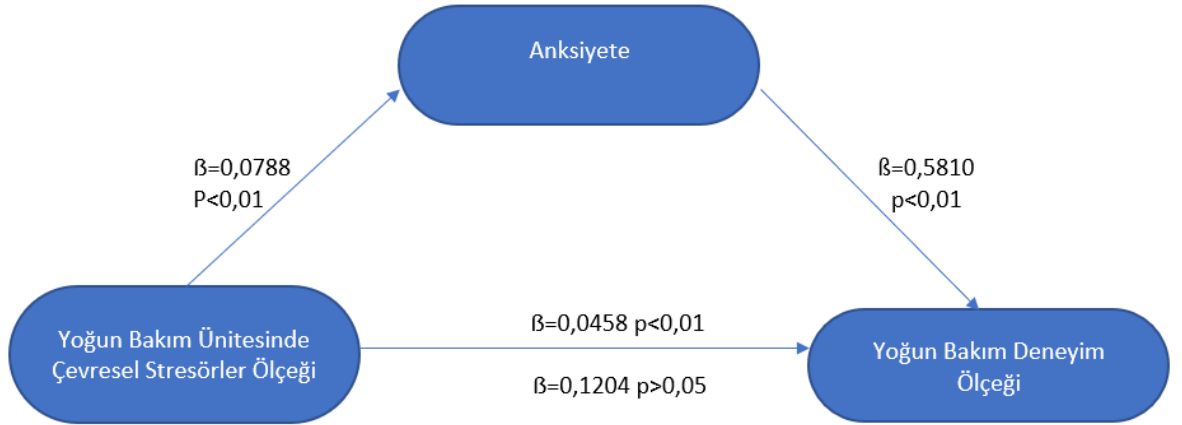 Anksiyete
ß=0,0788
P<0,01
ß=0,5810
p<0,01
Yoğun Bakım Ünitesinde
Çevresel Stresörler Ölçeği
ß=0,0458 p<0,01
ß=0,1204 p>0,05
Yoğun Bakım Deneyim
Ölçeği